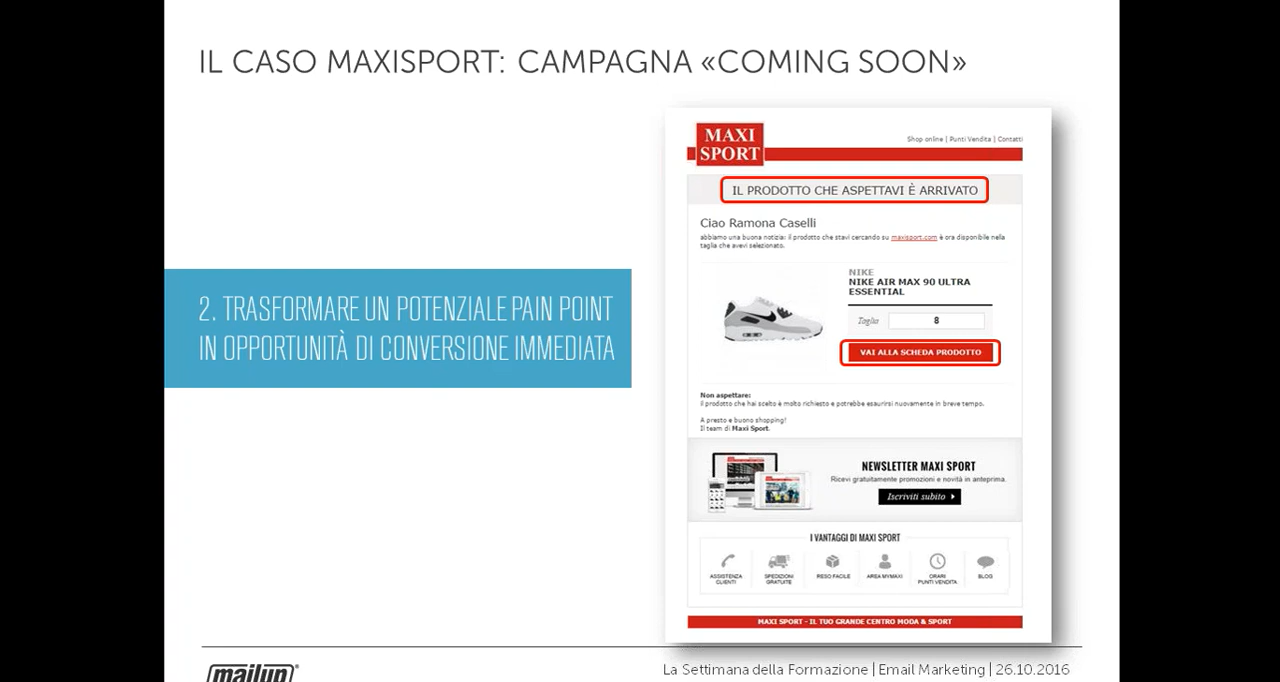 IL CASO MAXISPORT: CAMPAGNA «COMING SOON»
MAXI
SPORT
Shop online | Punti Vendita | Contatti
IL PRODOTTO CHE ASPETTAVI È ARRIVATO
Ciao Ramona Caselli
abbiamo una buona notizia: il prodotto che stavi cercando su maxisport.com è ora disponibile nella
taglia che avevi selezionato.
2. TRASFORMARE UN POTENZIALE PAIN POINT
IN OPPORTUNITÀ DI CONVERSIONE IMMEDIATA
NIKE
NIKE AIR MAX 90 ULTRA
ESSENTIAL
Taglia 8
VAI ALLA SCHEDA PRODOTTO
Non aspettare:
il prodotto che hai scelto è molto richiesto e potrebbe esaurirsi nuovamente in breve tempo.
A presto e buono shopping!
Il team di Maxi Sport.
NEWSLETTER MAXI SPORT
Ricevi gratuitamente promozioni e novità in anteprima.
Iscriviti subito
I VANTAGGI DI MAXI SPORT
ASSISTENZA
CLIENTI
SPEDIZIONI
GRATUITE
RESO FACILE
AREA MYMAXI
ORARI
PUNTI VENDITA
BLOG
MAXI SPORT - IL TUO GRANDE CENTRO MODA & SPORT
mailup®
La Settimana della Formazione | Email Marketing | 26.10.2016